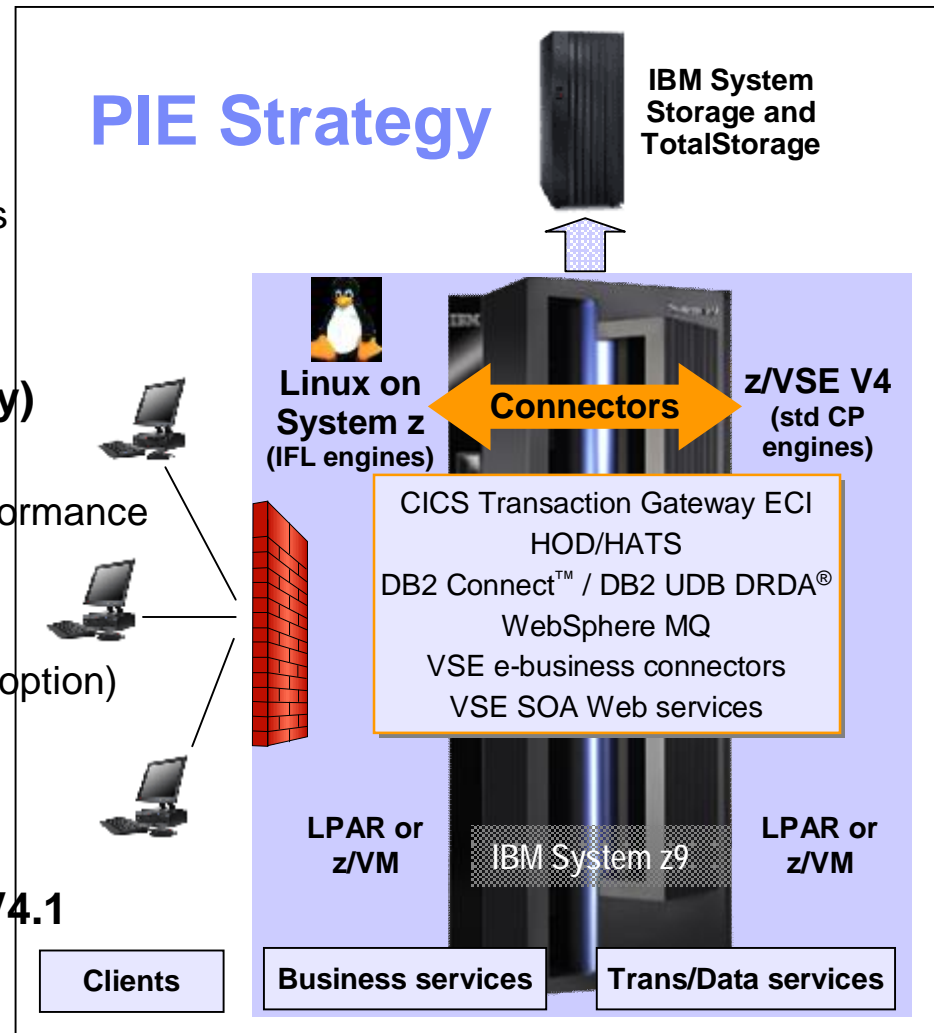 PIE Strategy
IBM System
Storage and
TotalStorage
s
y)
ormance
option)
V4.1
IBM
Linux on
System z
(IFL engines)
Connectors
z/VSE V4
(std CP
engines)
CICS Transaction Gateway ECI
HOD/HATS
DB2 Connect™ / DB2 UDB DRDA®
WebSphere MQ
VSE e-business connectors
VSE SOA Web services
LPAR or
z/VM
IBM System z9
LPAR or
z/VM
Clients
Business services
Trans/Data services